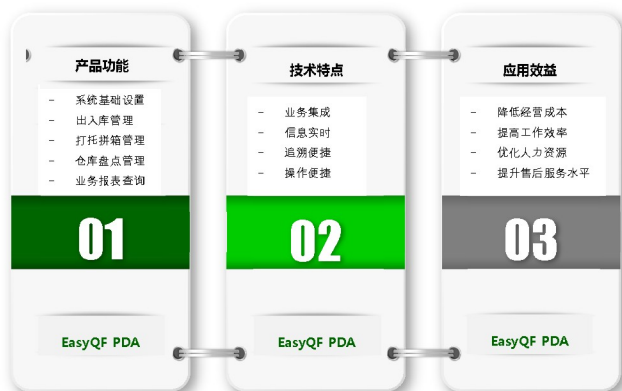 产品功能
- 系统基础设置
- 出入库管理
- 打托拼箱管理
- 仓库盘点管理
- 业务报表查询
01
EasyQF PDA
技术特点
- 业务集成
- 信息实时
- 追溯便捷
- 操作便捷
02
EasyQF PDA
应用效益
- 降低经营成本
- 提高工作效率
- 优化人力资源
- 提升售后服务水平
03
EasyQF PDA